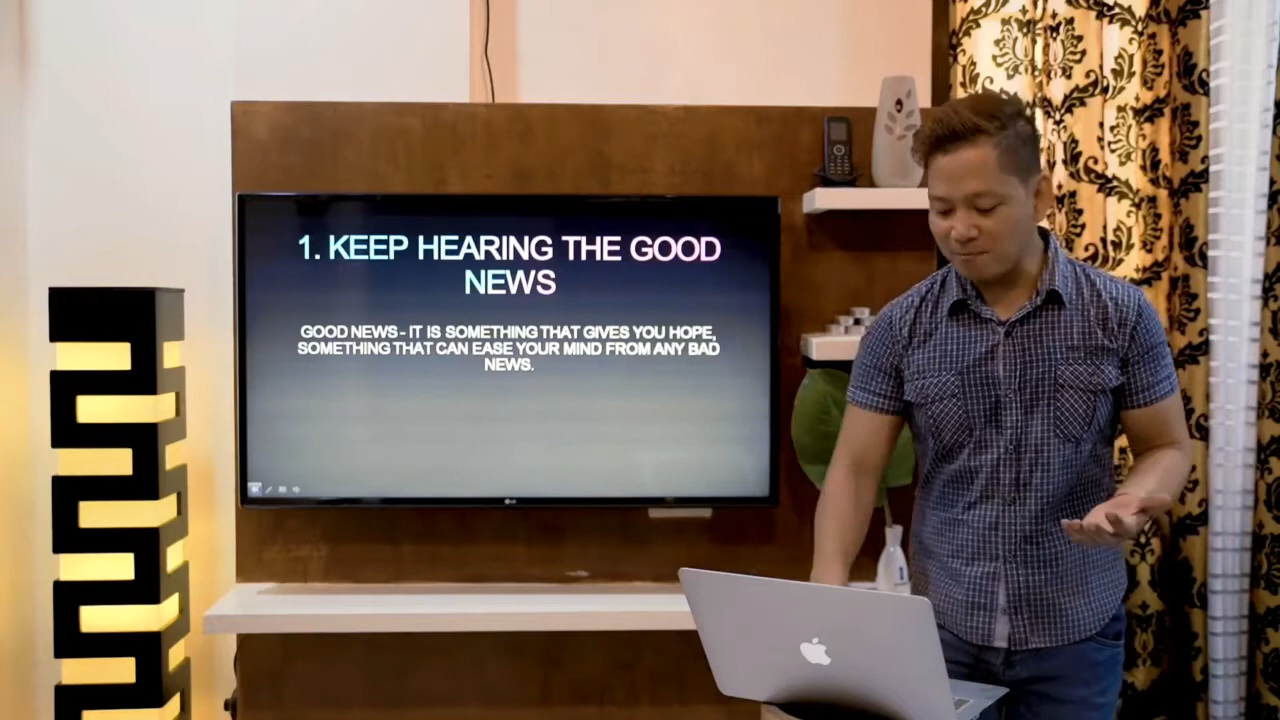 1. KEEP HEARING THE GOOD
NEWS
GOOD NEWS - IT IS SOMETHING THAT GIVES YOU HOPE,
SOMETHING THAT CAN EASE YOUR MIND FROM ANY BAD
NEWS.
LG